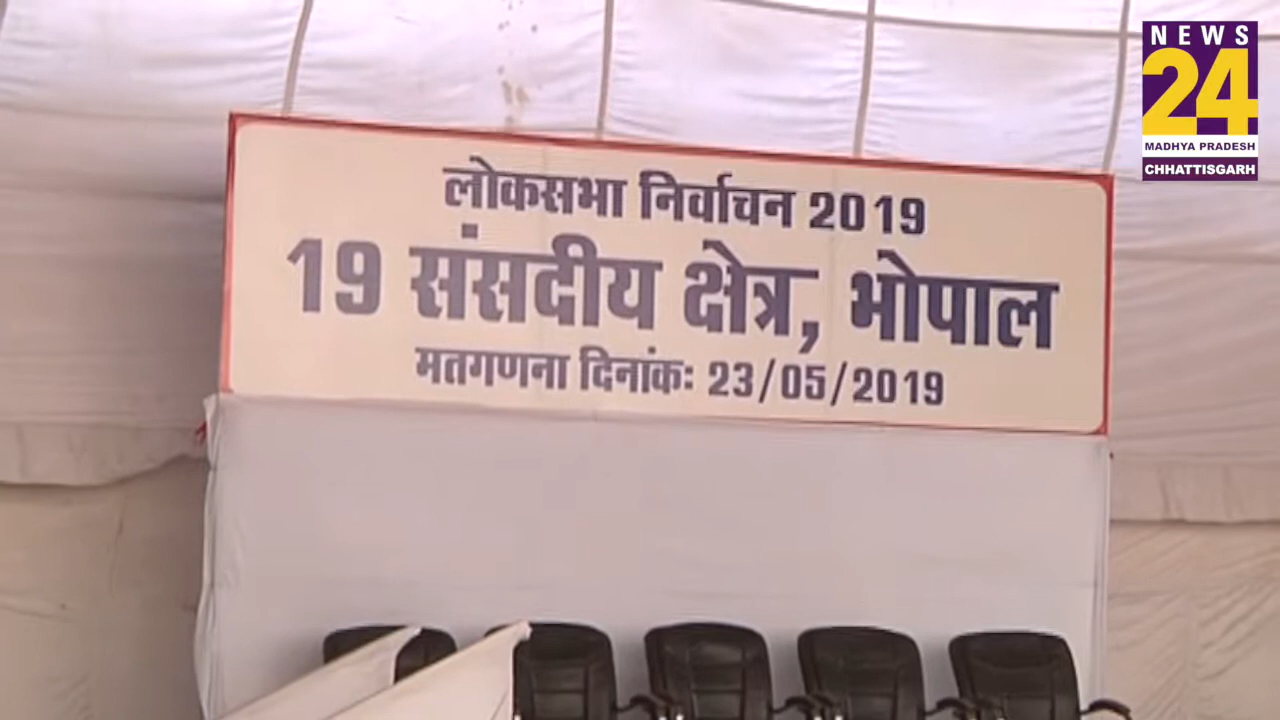 लोकसभा निर्वाचन 2019
19 संसदीय क्षेत्र, भोपाल
मतगणना दिनांक: 23/05/2019
NEWS
24
MADHYA PRADESH
CHHATTISGARH